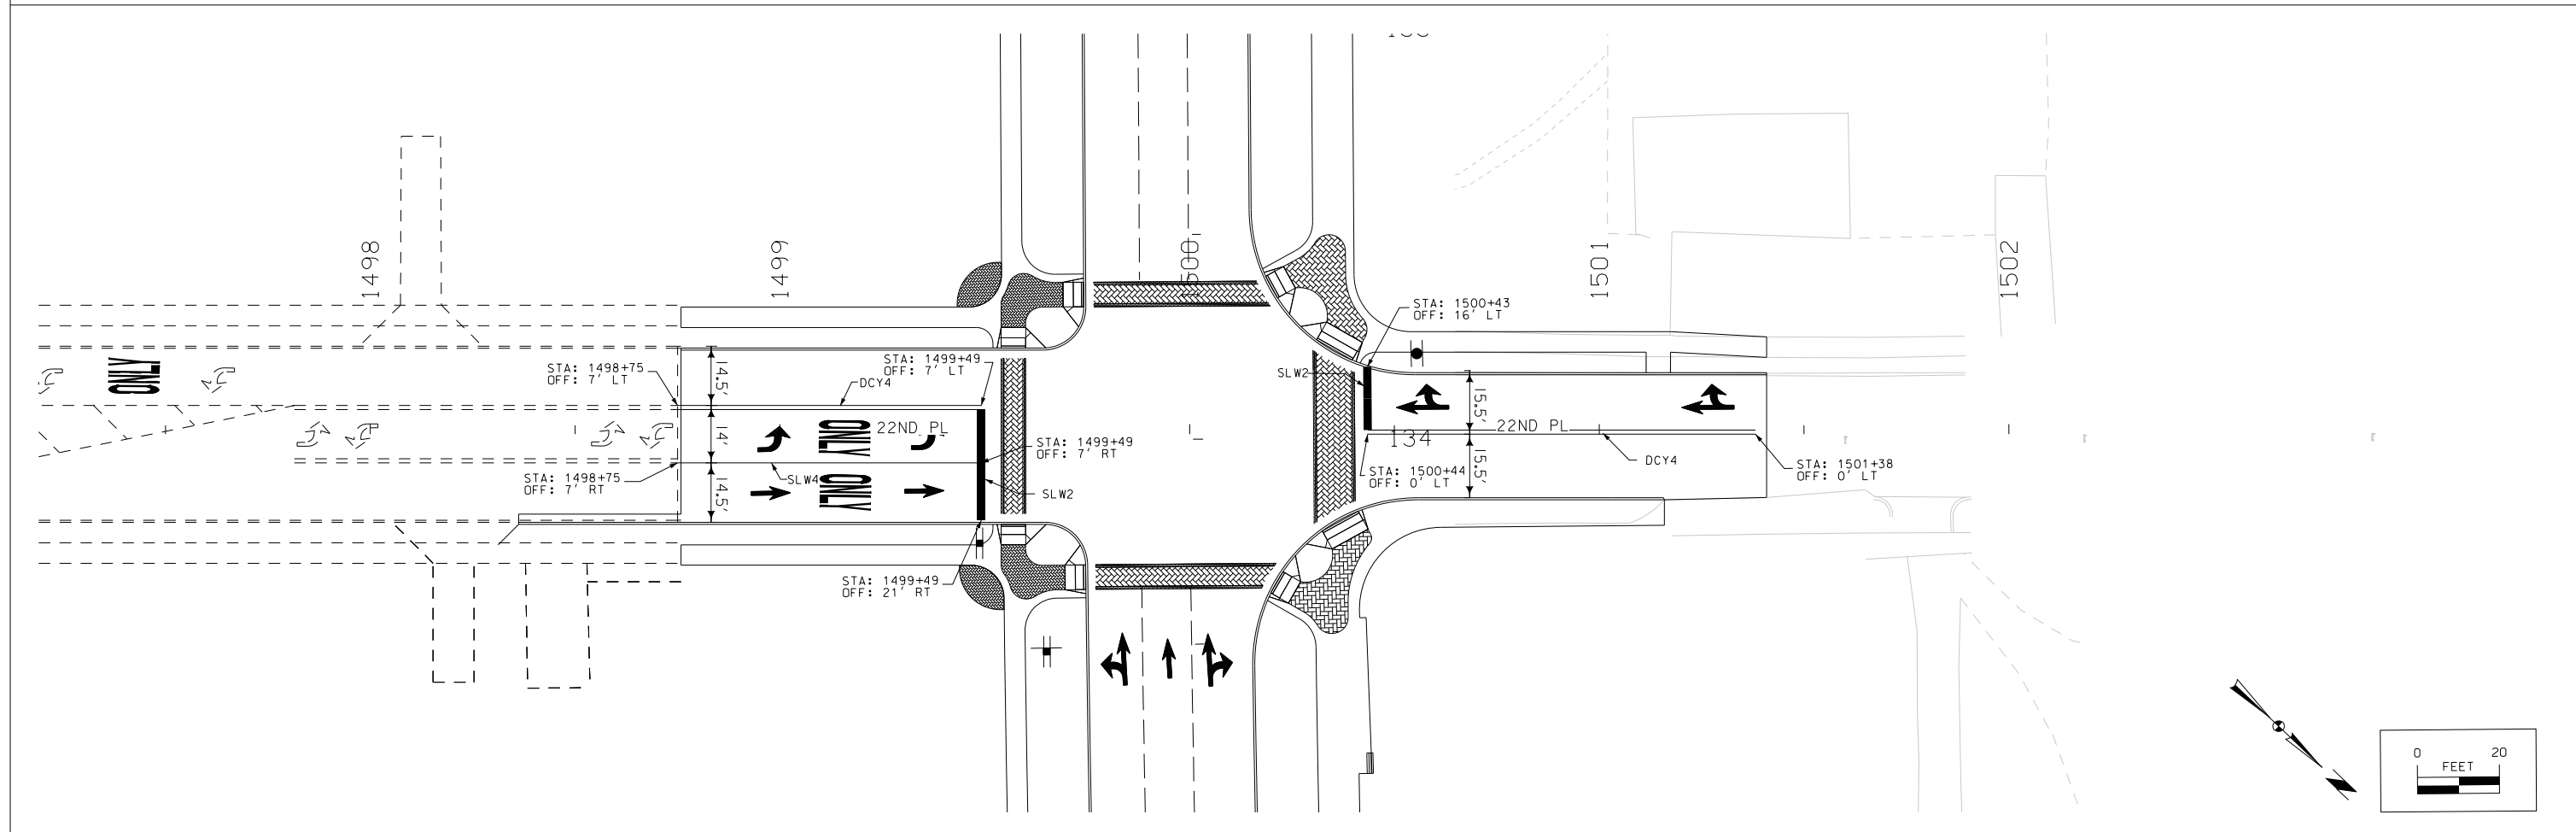 1498
1499
1500
1501
1502
ONLY
STA: 1498+75
OFF: 7' LT
STA: 1499+49
OFF: 7' LT
DCY4
14.5'
14'
14.5'
ONLY
22ND PL
ONLY
SLW4
STA: 1498+75
OFF: 7' RT
STA: 1499+49
OFF: 7' RT
SLW2
STA: 1499+49
OFF: 21' RT
STA: 1500+43
OFF: 16' LT
SLW2
15.5'
22ND PL
134
15.5'
STA: 1500+44
OFF: 0' LT
DCY4
STA: 1501+38
OFF: 0' LT
0 20
FEET